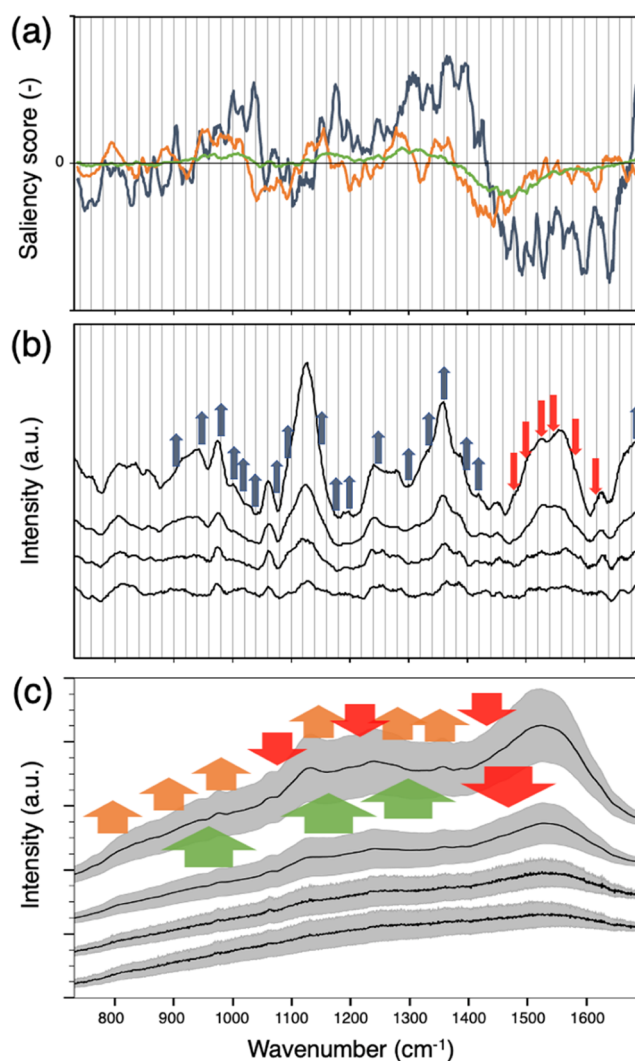 (a)
Saliency score (-)
0
(b)
Intensity (a.u.)
(c)
Intensity (a.u.)
800 900 1000 1100 1200 1300 1400 1500 1600
Wavenumber (cm⁻¹)